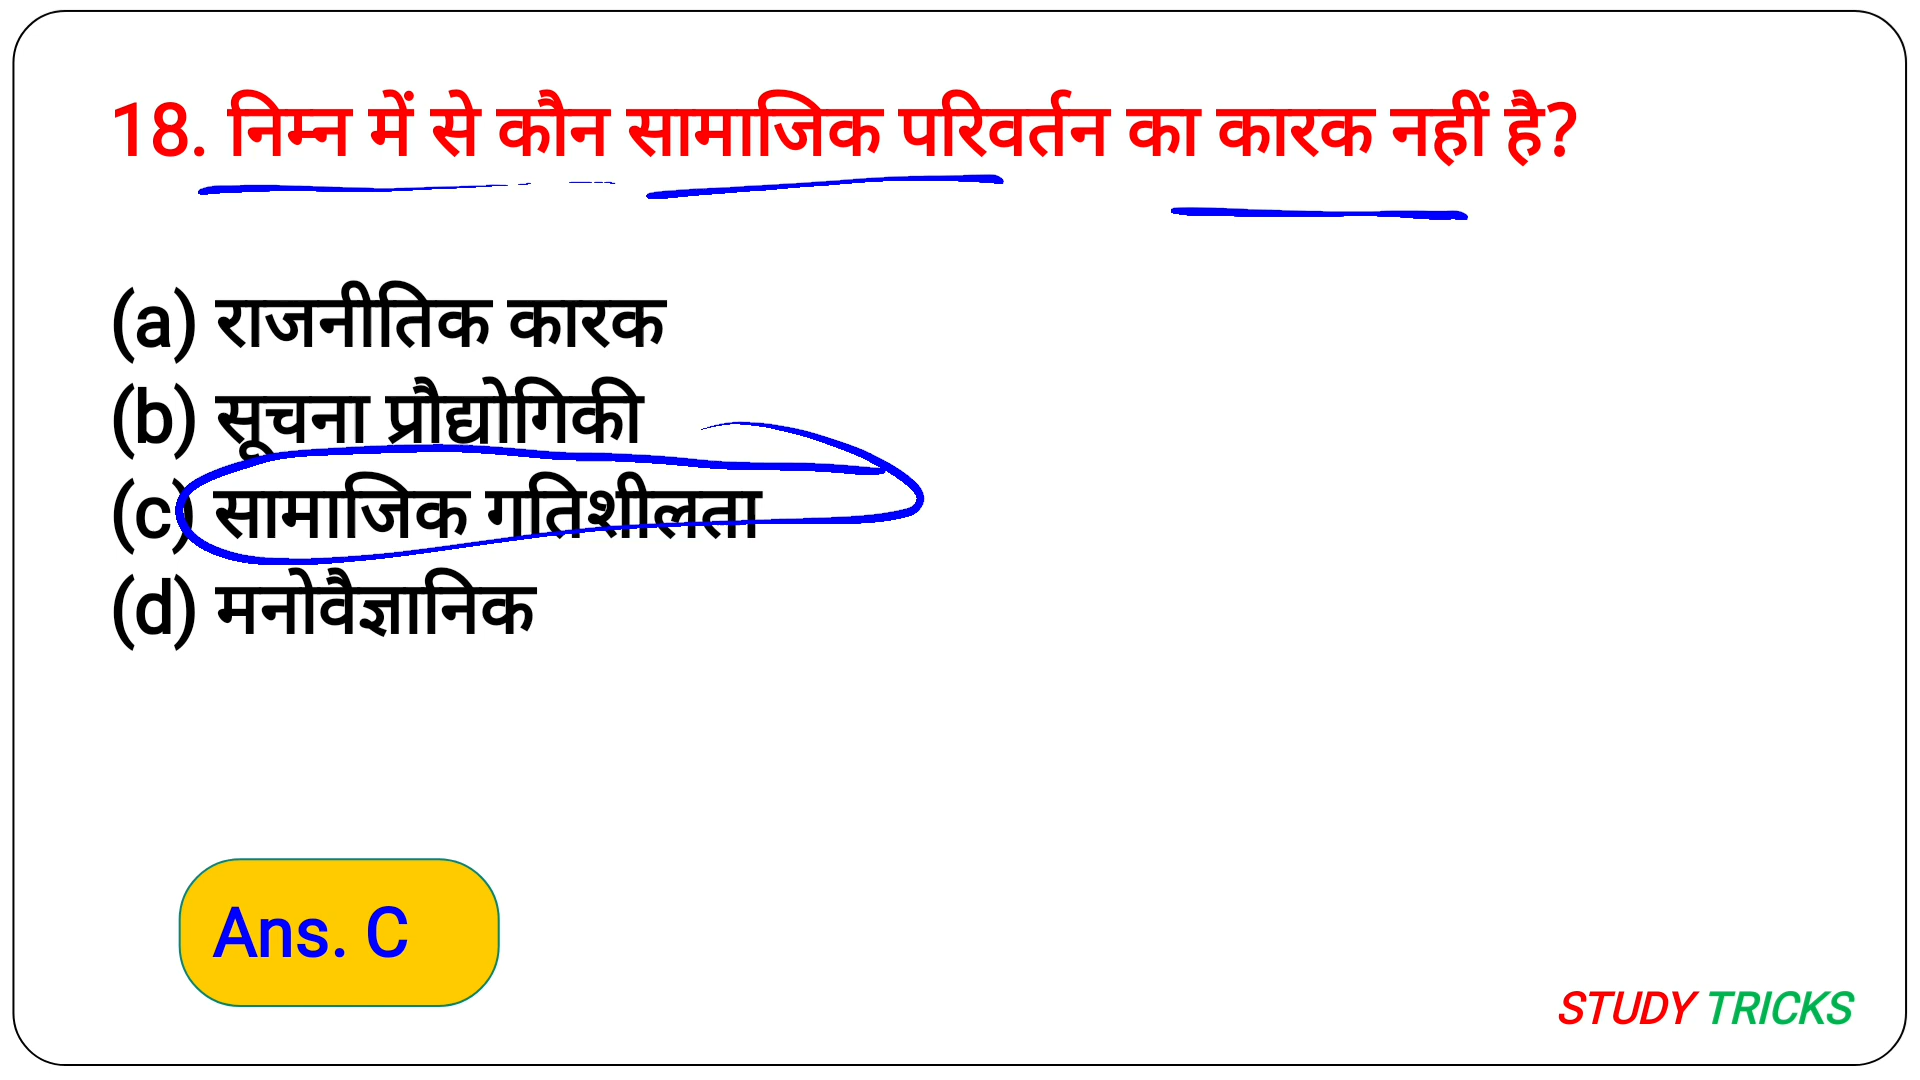 18. निम्न में से कौन सामाजिक परिवर्तन का कारक नहीं है?
(a) राजनीतिक कारक
(b) सूचना प्रौद्योगिकी
(c) सामाजिक गतिशीलता
(d) मनोवैज्ञानिक
Ans. C
STUDY TRICKS